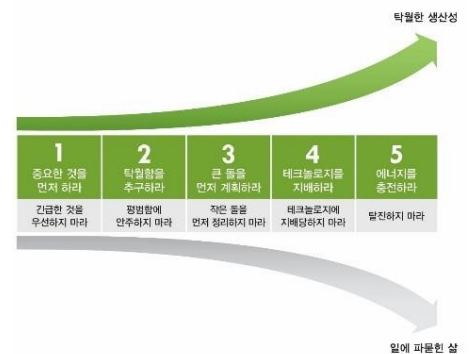 탁월한 생산성
1
중요한 것을
먼저 하라
긴급한 것을
우선하지 마라
2
탁월함을
추구하라
평범함에
안주하지 마라
3
큰 돌을
먼저 계획하라
작은 돌을
먼저 정리하지 마라
4
테크놀로지를
지배하라
테크놀로지에
지배당하지 마라
5
에너지를
충전하라
탈진하지 마라
일에 파묻힌 삶